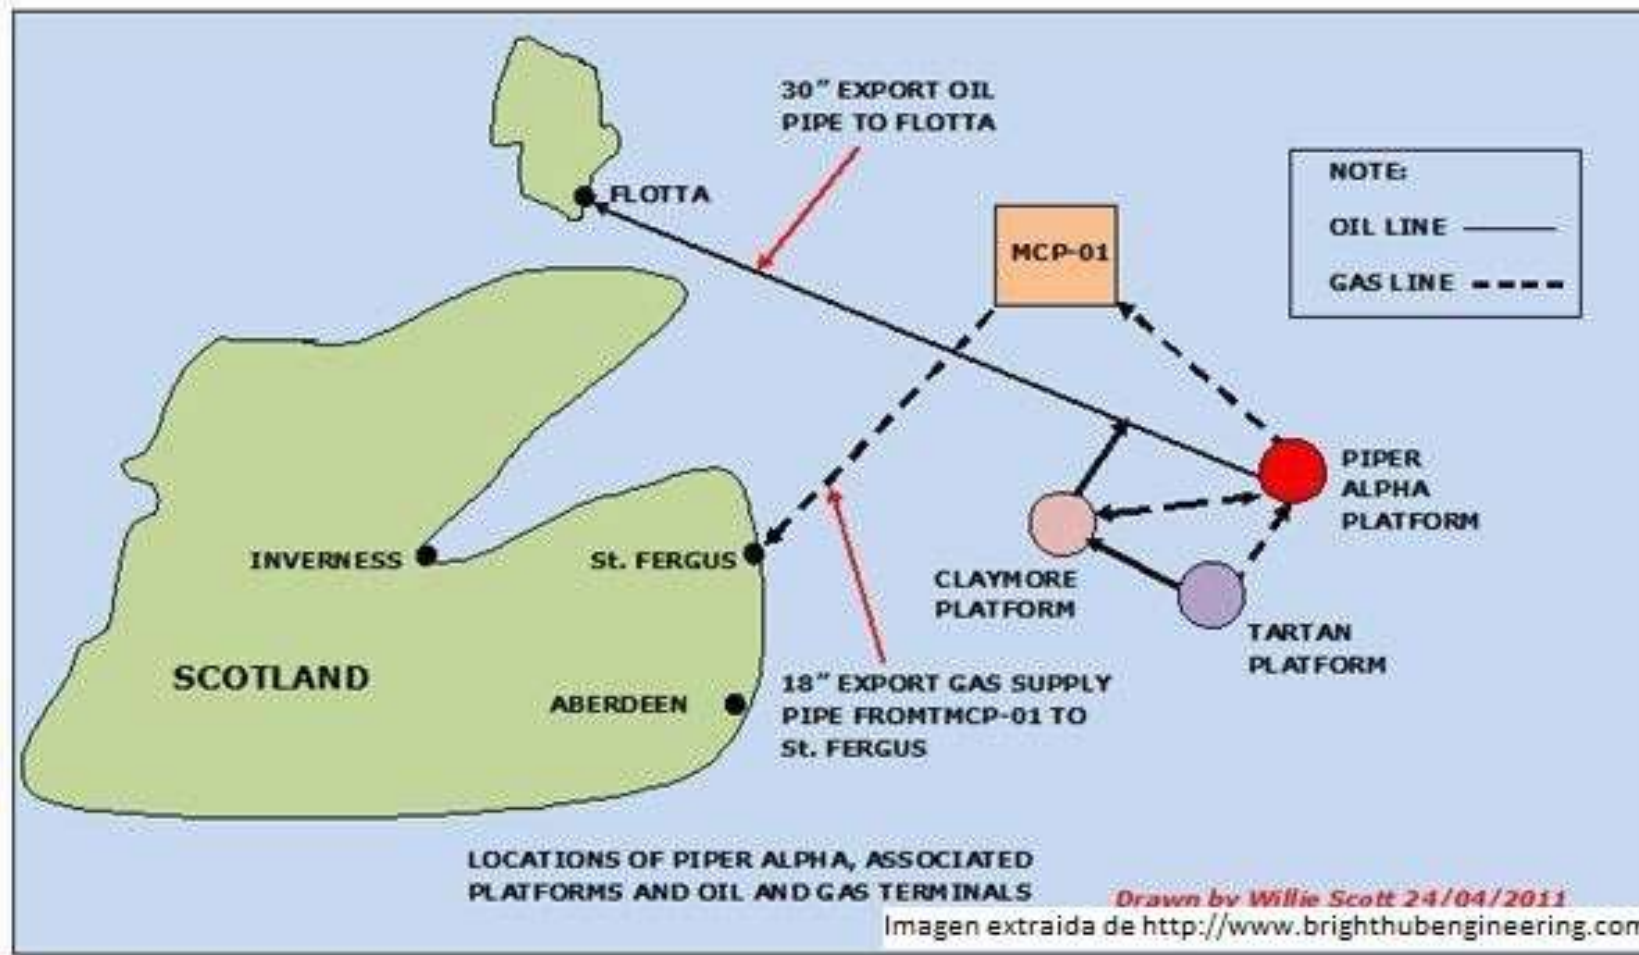 30" EXPORT OIL
PIPE TO FLOTTA
FLOTTA
MCP-01
NOTE:
OIL LINE
GAS LINE
PIPER
ALPHA
PLATFORM
INVERNESS
St. FERGUS
CLAYMORE
PLATFORM
TARTAN
PLATFORM
SCOTLAND
ABERDEEN
18" EXPORT GAS SUPPLY
PIPE FROMTMCP-01 TO
St. FERGUS
LOCATIONS OF PIPER ALPHA, ASSOCIATED
PLATFORMS AND OIL AND GAS TERMINALS
Drawn by Willie Scott 24/04/2011
Imagen extraida de http://www.brighthubengineering.com